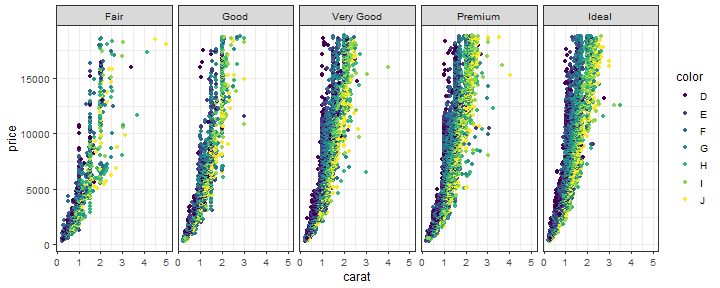 Fair Good Very Good Premium Ideal
15000
10000
5000
0
price
0 1 2 3 4 5 0 1 2 3 4 5 0 1 2 3 4 5 0 1 2 3 4 5 0 1 2 3 4 5
carat
color
D
E
F
G
H
I
J